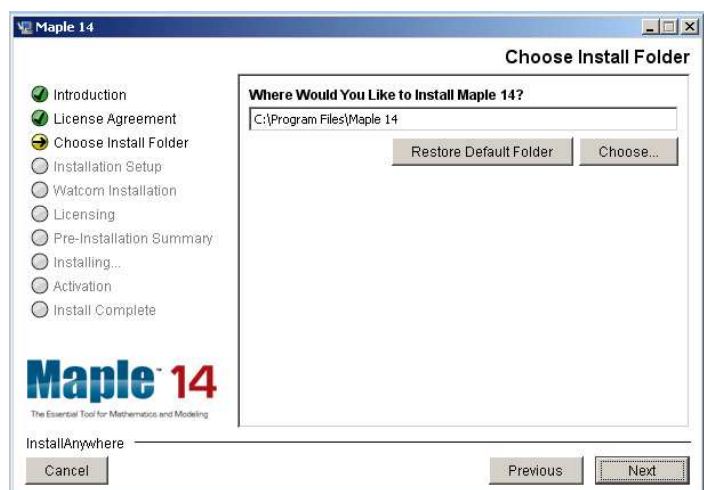 Maple 14
Choose Install Folder
Introduction
License Agreement
Choose Install Folder
Installation Setup
Watcom Installation
Licensing
Pre-Installation Summary
Installing...
Activation
Install Complete
Where Would You Like to Install Maple 14?
C:\Program Files\Maple 14
Restore Default Folder Choose...
Maple™ 14
The Essential Tool for Mathematics and Modeling
InstallAnywhere
Cancel Previous Next